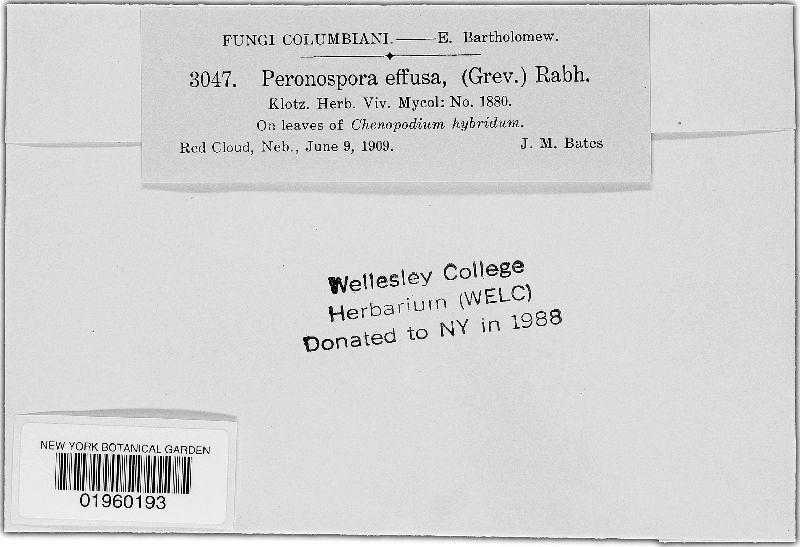 FUNGI COLUMBIANI.—E. Bartholomew.
3047. Peronospora effusa, (Grev.) Rabh.
Klotz. Herb. Viv. Mycol: No. 1880.
On leaves of Chenopodium hybridum.
Red Cloud, Neb., June 9, 1909. J. M. Bates
Wellesley College
Herbarium (WELC)
Donated to NY in 1988
NEW YORK BOTANICAL GARDEN
01960193